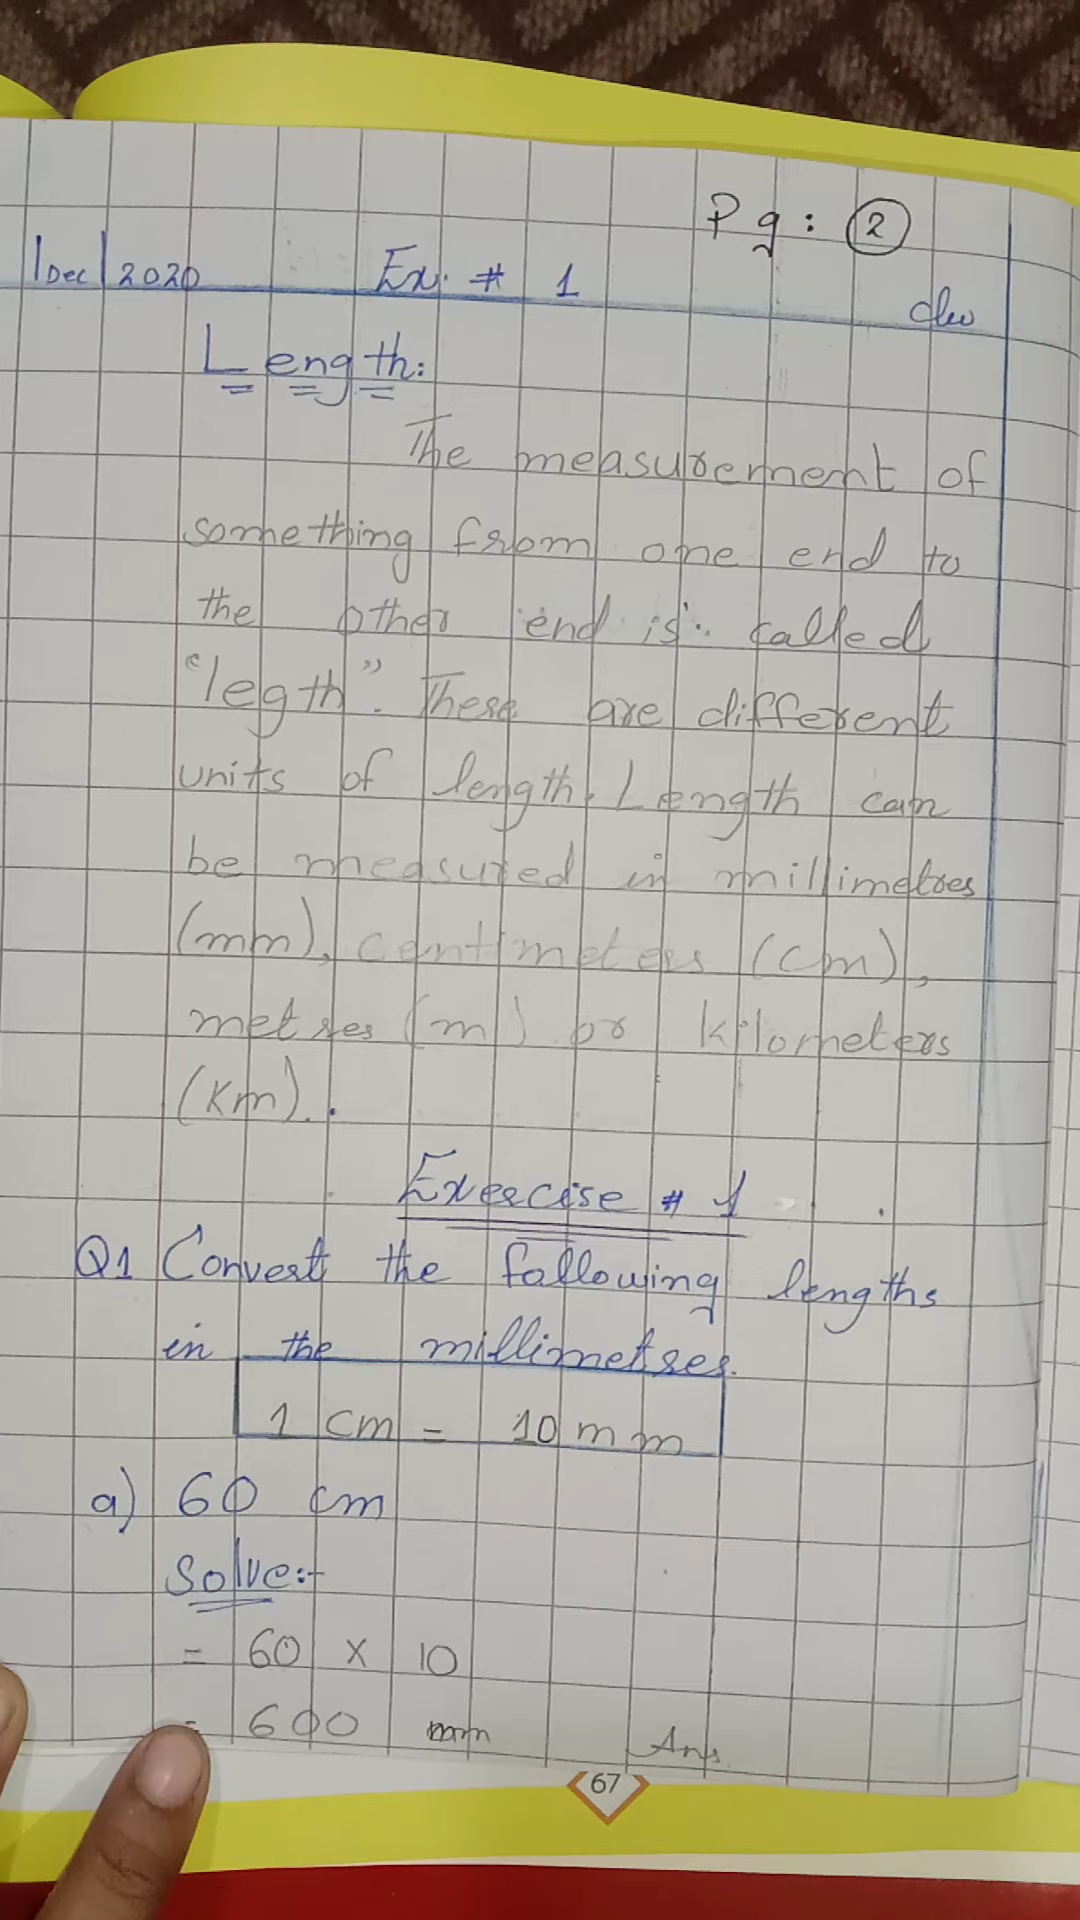 Pg: 2
1 Dec 2020 Ex. # 1
cw
Length:
The measurement of
something from one end to
the other end is called
"legth". These are different
units of length. Length can
be measured in millimetres
(mm), centimeters (cm),
metres (m) or kilometers
(Km).
Exercise # 1
Q1 Convert the following lengths
in the millimetres.
1 cm = 10 mm
a) 60 cm
Solve:-
= 60 x 10
= 600 mm Ans.
67